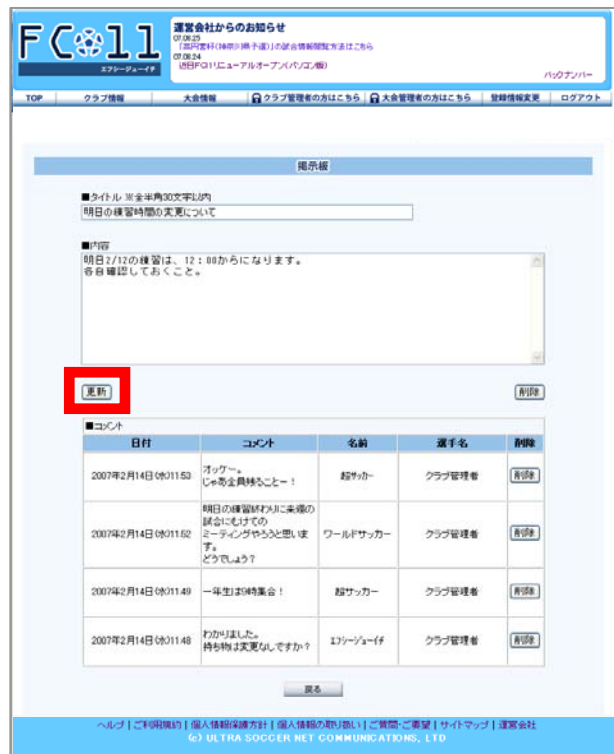 FC⚽11
エフシージューイチ
運営会社からのお知らせ
07.08.25
「高円宮杯(神奈川県予選)」の試合情報閲覧方法はこちら
07.08.24
近日FC11リニューアルオープン(パソコン版)
バックナンバー
TOP クラブ情報 大会情報 クラブ管理者の方はこちら 大会管理者の方はこちら 登録情報変更 ログアウト
掲示板
■タイトル ※全半角30文字以内
明日の練習時間の変更について
■内容
明日2/12の練習は、12:00からになります。
各自確認しておくこと。
更新 削除
■コメント
日付 コメント 名前 選手名 削除
2007年2月14日(水)11:53 オッケー。
じゃあ全員残ることー! 超サッカー クラブ管理者 削除
明日の練習終わりに来週の
試合にむけての
2007年2月14日(水)11:52 ミーティングやろうと思いま ワールドサッカー クラブ管理者 削除
す。
どうでしょう?
2007年2月14日(水)11:49 一年生は9時集合! 超サッカー クラブ管理者 削除
2007年2月14日(水)11:48 わかりました。
持ち物は変更なしですか? エフシージューイチ クラブ管理者 削除
戻る
ヘルプ | ご利用規約 | 個人情報保護方針 | 個人情報の取り扱い | ご質問・ご要望 | サイトマップ | 運営会社
(c) ULTRA SOCCER NET COMMUNICATIONS, LTD